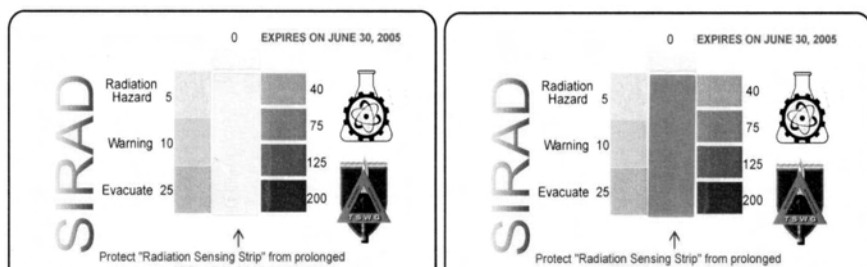 0 EXPIRES ON JUNE 30, 2005
SIRAD
Radiation
Hazard 5 40
75
Warning 10
125
Evacuate 25
200
TSWG
Protect "Radiation Sensing Strip" from prolonged
0 EXPIRES ON JUNE 30, 2005
SIRAD
Radiation
Hazard 5 40
75
Warning 10
125
Evacuate 25
200
TSWG
Protect "Radiation Sensing Strip" from prolonged